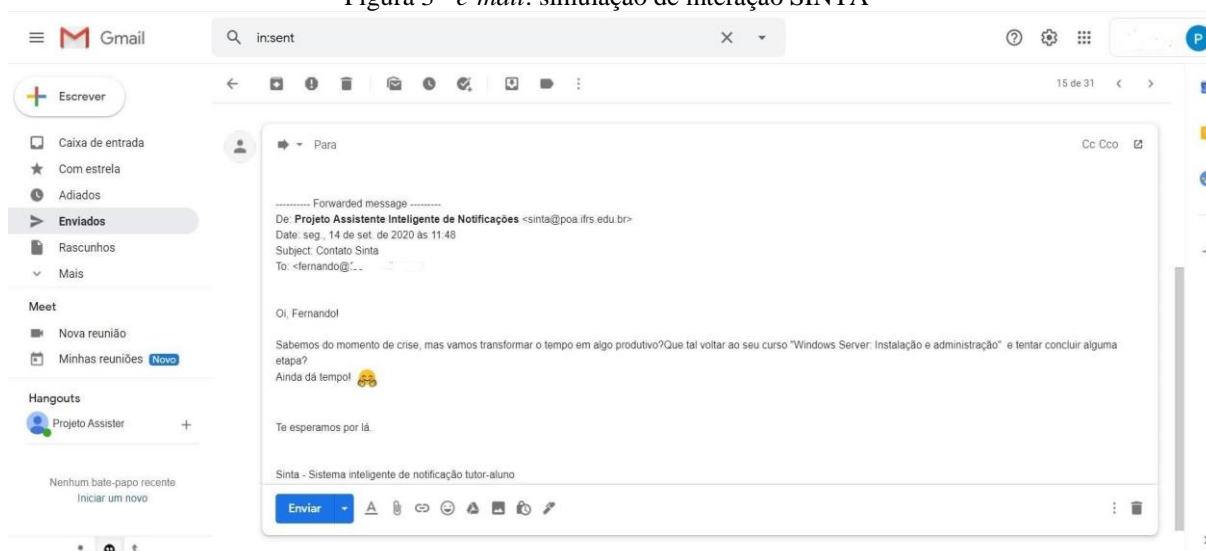 Figura 3 - e-mail: simulação de interação SINTA
Gmail
in:sent
P
Escrever
15 de 31
Caixa de entrada
Com estrela
Adiados
Enviados
Rascunhos
Mais
Para
Cc Cco
---------- Forwarded message ---------
De: Projeto Assistente Inteligente de Notificações <sinta@poa.ifrs.edu.br>
Date: seg., 14 de set. de 2020 às 11:48
Subject: Contato Sinta
To: <fernando@
Oi, Fernando!
Sabemos do momento de crise, mas vamos transformar o tempo em algo produtivo?Que tal voltar ao seu curso "Windows Server: Instalação e administração" e tentar concluir alguma
etapa?
Ainda dá tempo!
Te esperamos por lá.
Sinta - Sistema inteligente de notificação tutor-aluno
Enviar
Meet
Nova reunião
Minhas reuniões Novo
Hangouts
Projeto Assister
Nenhum bate-papo recente
Iniciar um novo